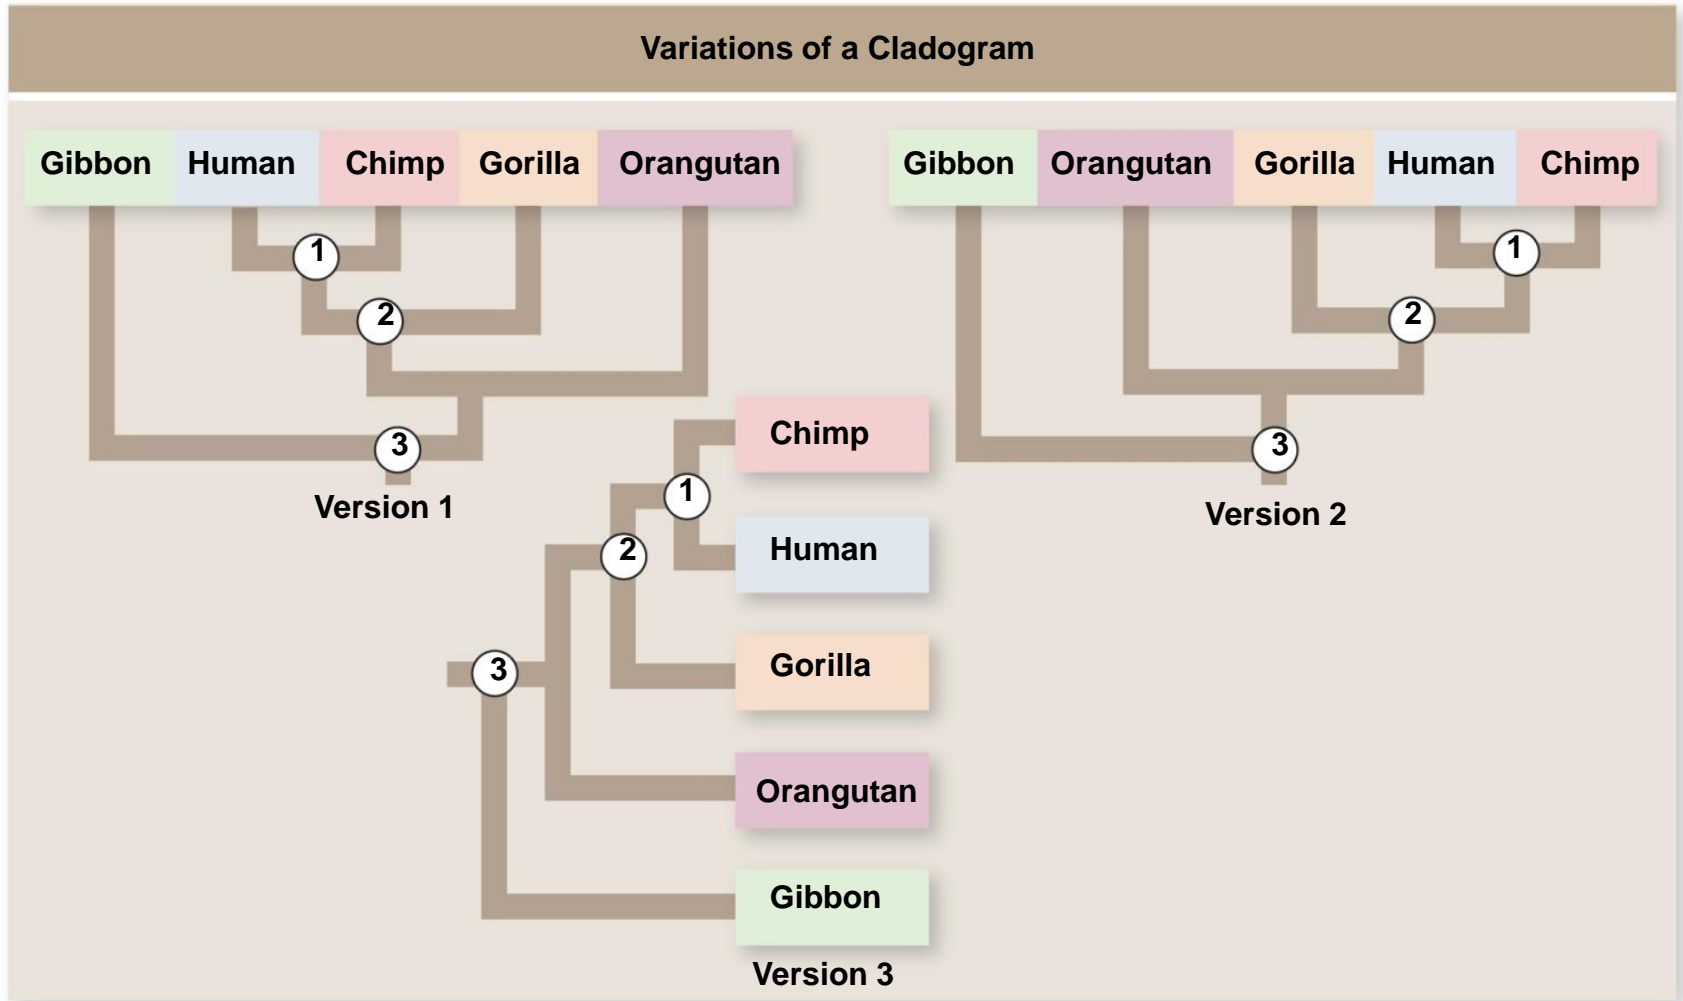 Variations of a Cladogram
Gibbon Human Chimp Gorilla Orangutan
1
2
3
Version 1
Gibbon Orangutan Gorilla Human Chimp
1
2
3
Version 2
Chimp
1
Human
2
Gorilla
3
Orangutan
Gibbon
Version 3